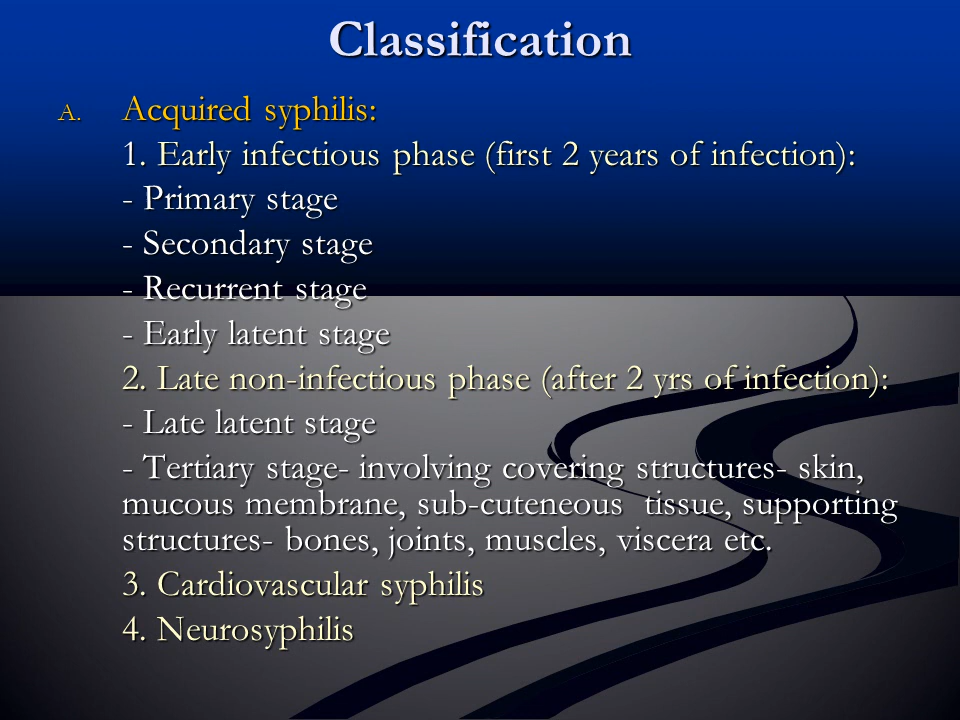 Classification
A. Acquired syphilis:
1. Early infectious phase (first 2 years of infection):
- Primary stage
- Secondary stage
- Recurrent stage
- Early latent stage
2. Late non-infectious phase (after 2 yrs of infection):
- Late latent stage
- Tertiary stage- involving covering structures- skin,
mucous membrane, sub-cuteneous tissue, supporting
structures- bones, joints, muscles, viscera etc.
3. Cardiovascular syphilis
4. Neurosyphilis